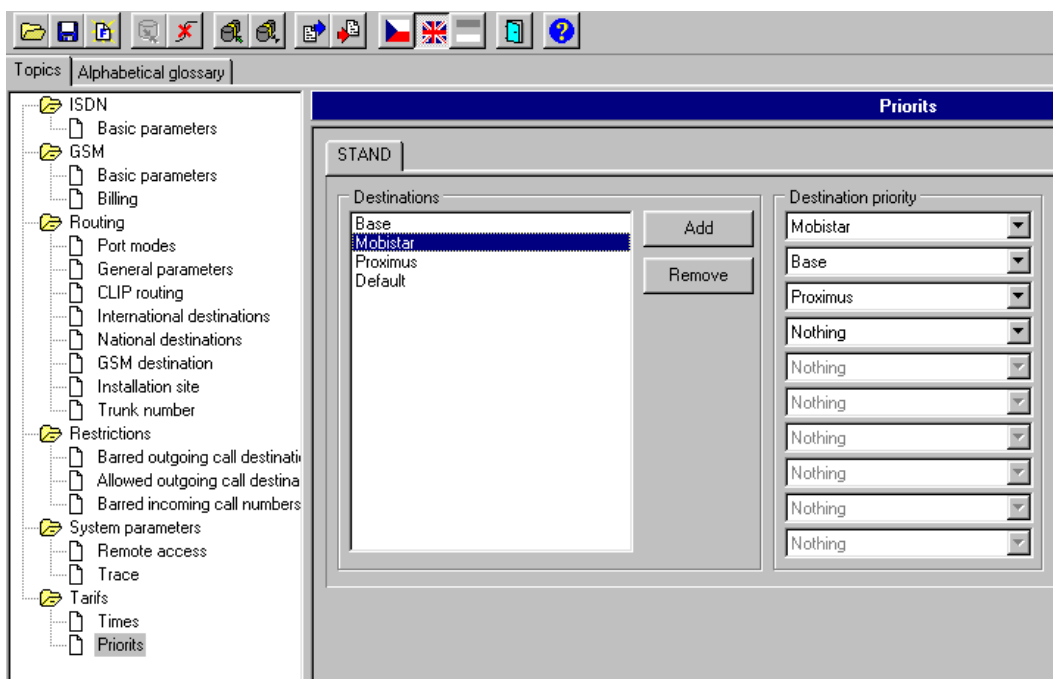 Topics
Alphabetical glossary
ISDN
Basic parameters
GSM
Basic parameters
Billing
Routing
Port modes
General parameters
CLIP routing
International destinations
National destinations
GSM destination
Installation site
Trunk number
Restrictions
Barred outgoing call destinati
Allowed outgoing call destina
Barred incoming call numbers
System parameters
Remote access
Trace
Tarifs
Times
Priorits
Priorits
STAND
Destinations
Base
Mobistar
Proximus
Default
Add
Remove
Destination priority
Mobistar
Base
Proximus
Nothing
Nothing
Nothing
Nothing
Nothing
Nothing
Nothing